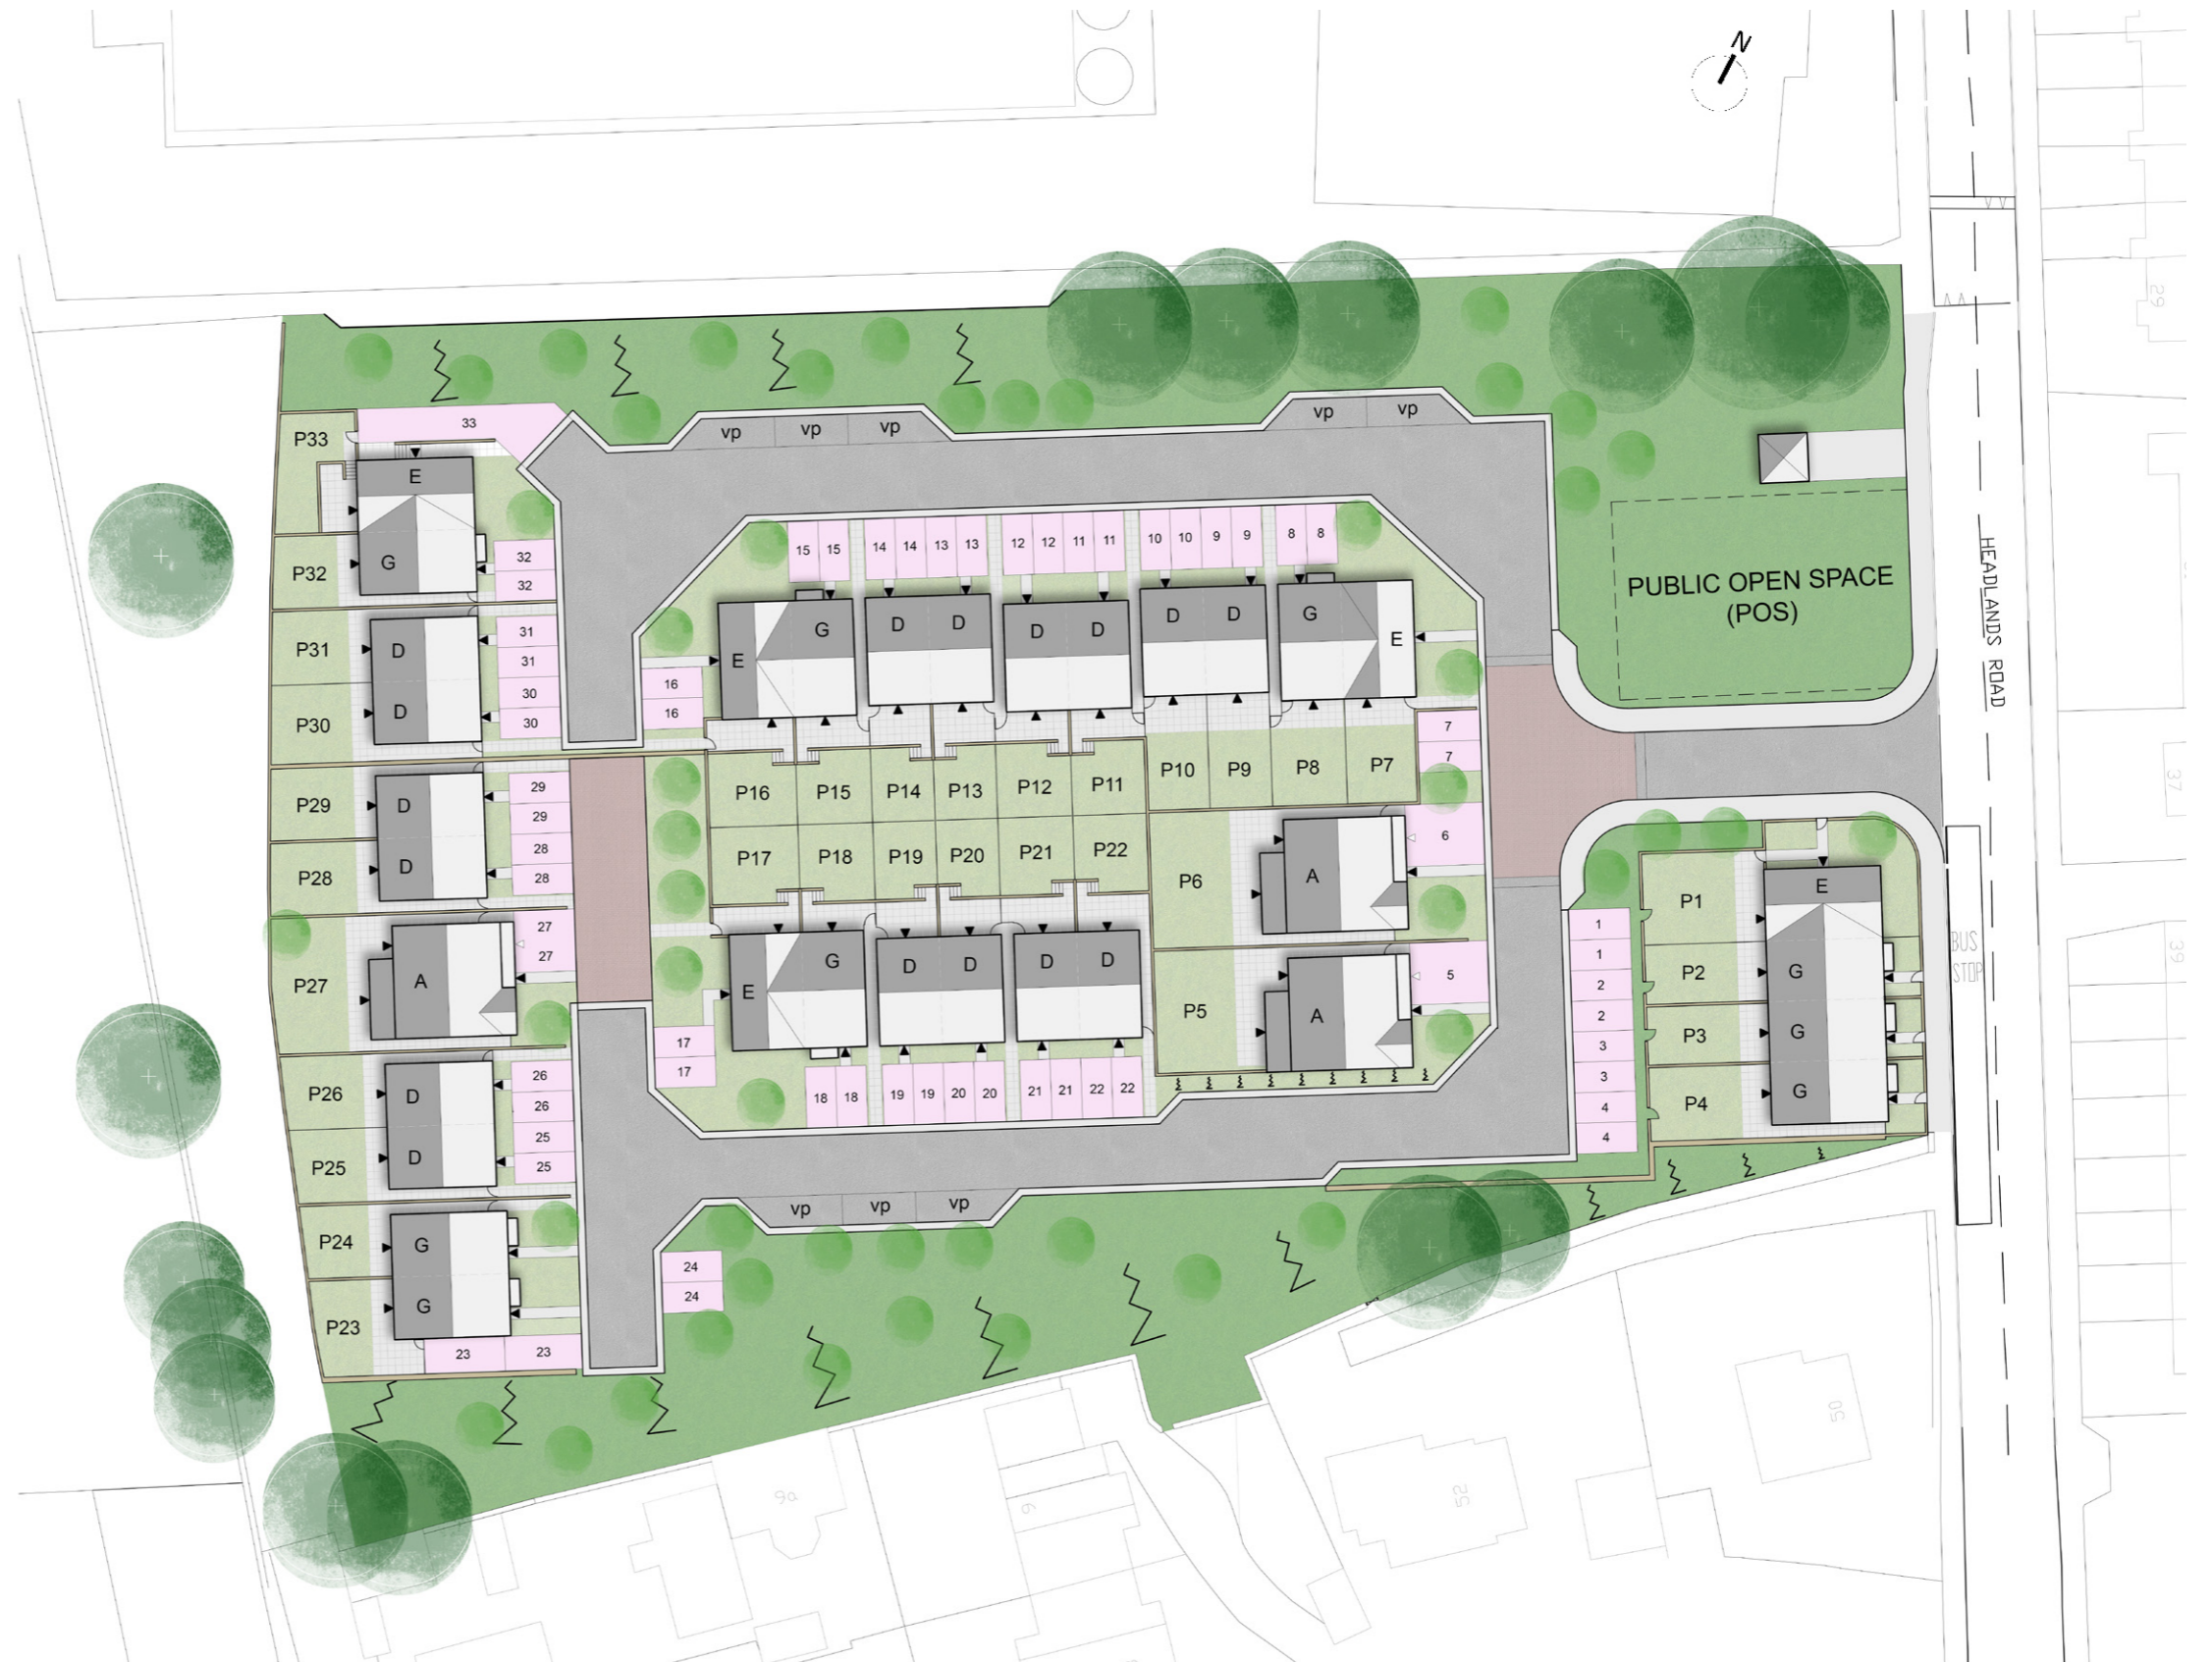 N
29
33
P33
vp
vp
vp
vp
vp
E
G
P32
32
32
15
15
14
14
13
13
12
12
11
11
10
10
9
9
8
8
PUBLIC OPEN SPACE
(POS)
HEADLANDS ROAD
P31
D
31
31
P30
D
30
30
16
16
E
G
D
D
D
D
D
D
G
E
7
7
37
P29
D
29
29
P28
D
28
28
P16
P15
P14
P13
P12
P11
P10
P9
P8
P7
P17
P18
P19
P20
P21
P22
P6
A
6
P1
E
P27
A
27
27
E
G
D
D
D
D
P5
A
5
1
1
2
2
3
3
4
4
P2
G
P3
G
P4
G
BUS
STOP
39
P26
D
26
26
P25
D
25
25
17
17
18
18
19
19
20
20
21
21
22
22
P24
G
P23
G
23
23
24
24
vp
vp
vp
9a
9
25
50